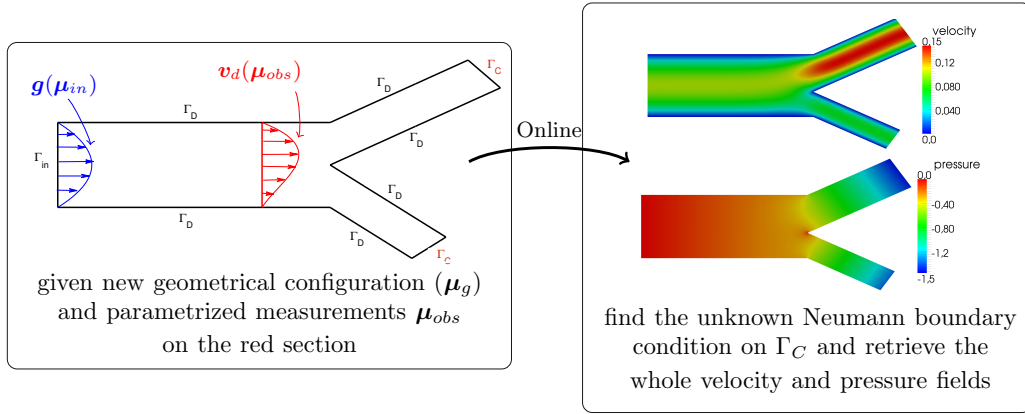 g(μ_in)
v_d(μ_obs)
Γ_D
Γ_D
Γ_C
Γ_in
Γ_D
Γ_D
Γ_D
Γ_D
Γ_C
given new geometrical configuration (μ_g)
and parametrized measurements μ_obs
on the red section
Online
velocity
0.15
0.12
0.080
0.040
0.0
pressure
0.0
-0.40
-0.80
-1,2
-1,5
find the unknown Neumann boundary
condition on Γ_C and retrieve the
whole velocity and pressure fields